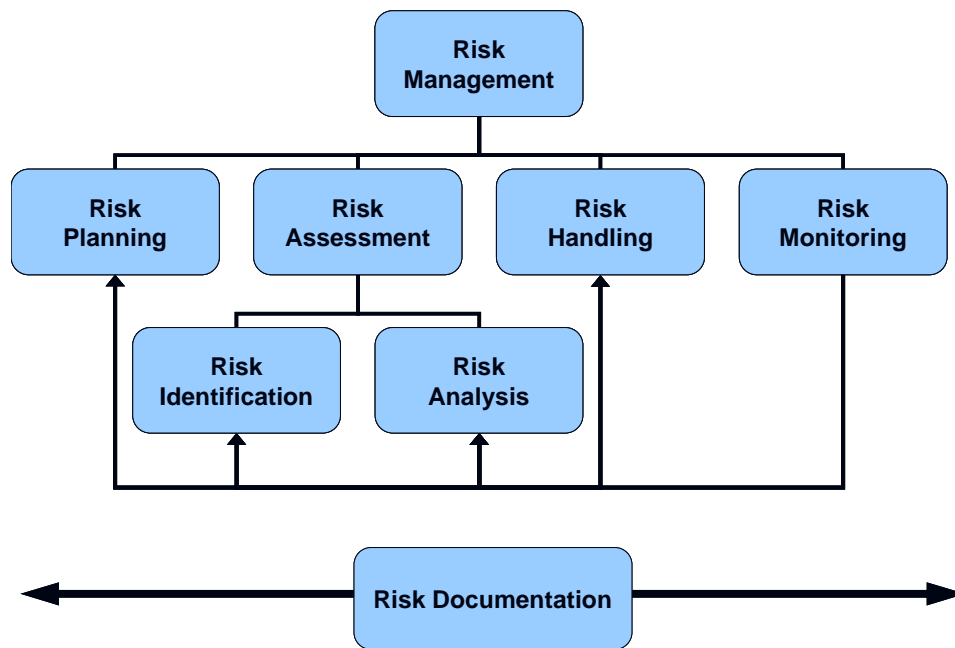 Risk
Management
Risk
Planning
Risk
Assessment
Risk
Handling
Risk
Monitoring
Risk
Identification
Risk
Analysis
Risk Documentation